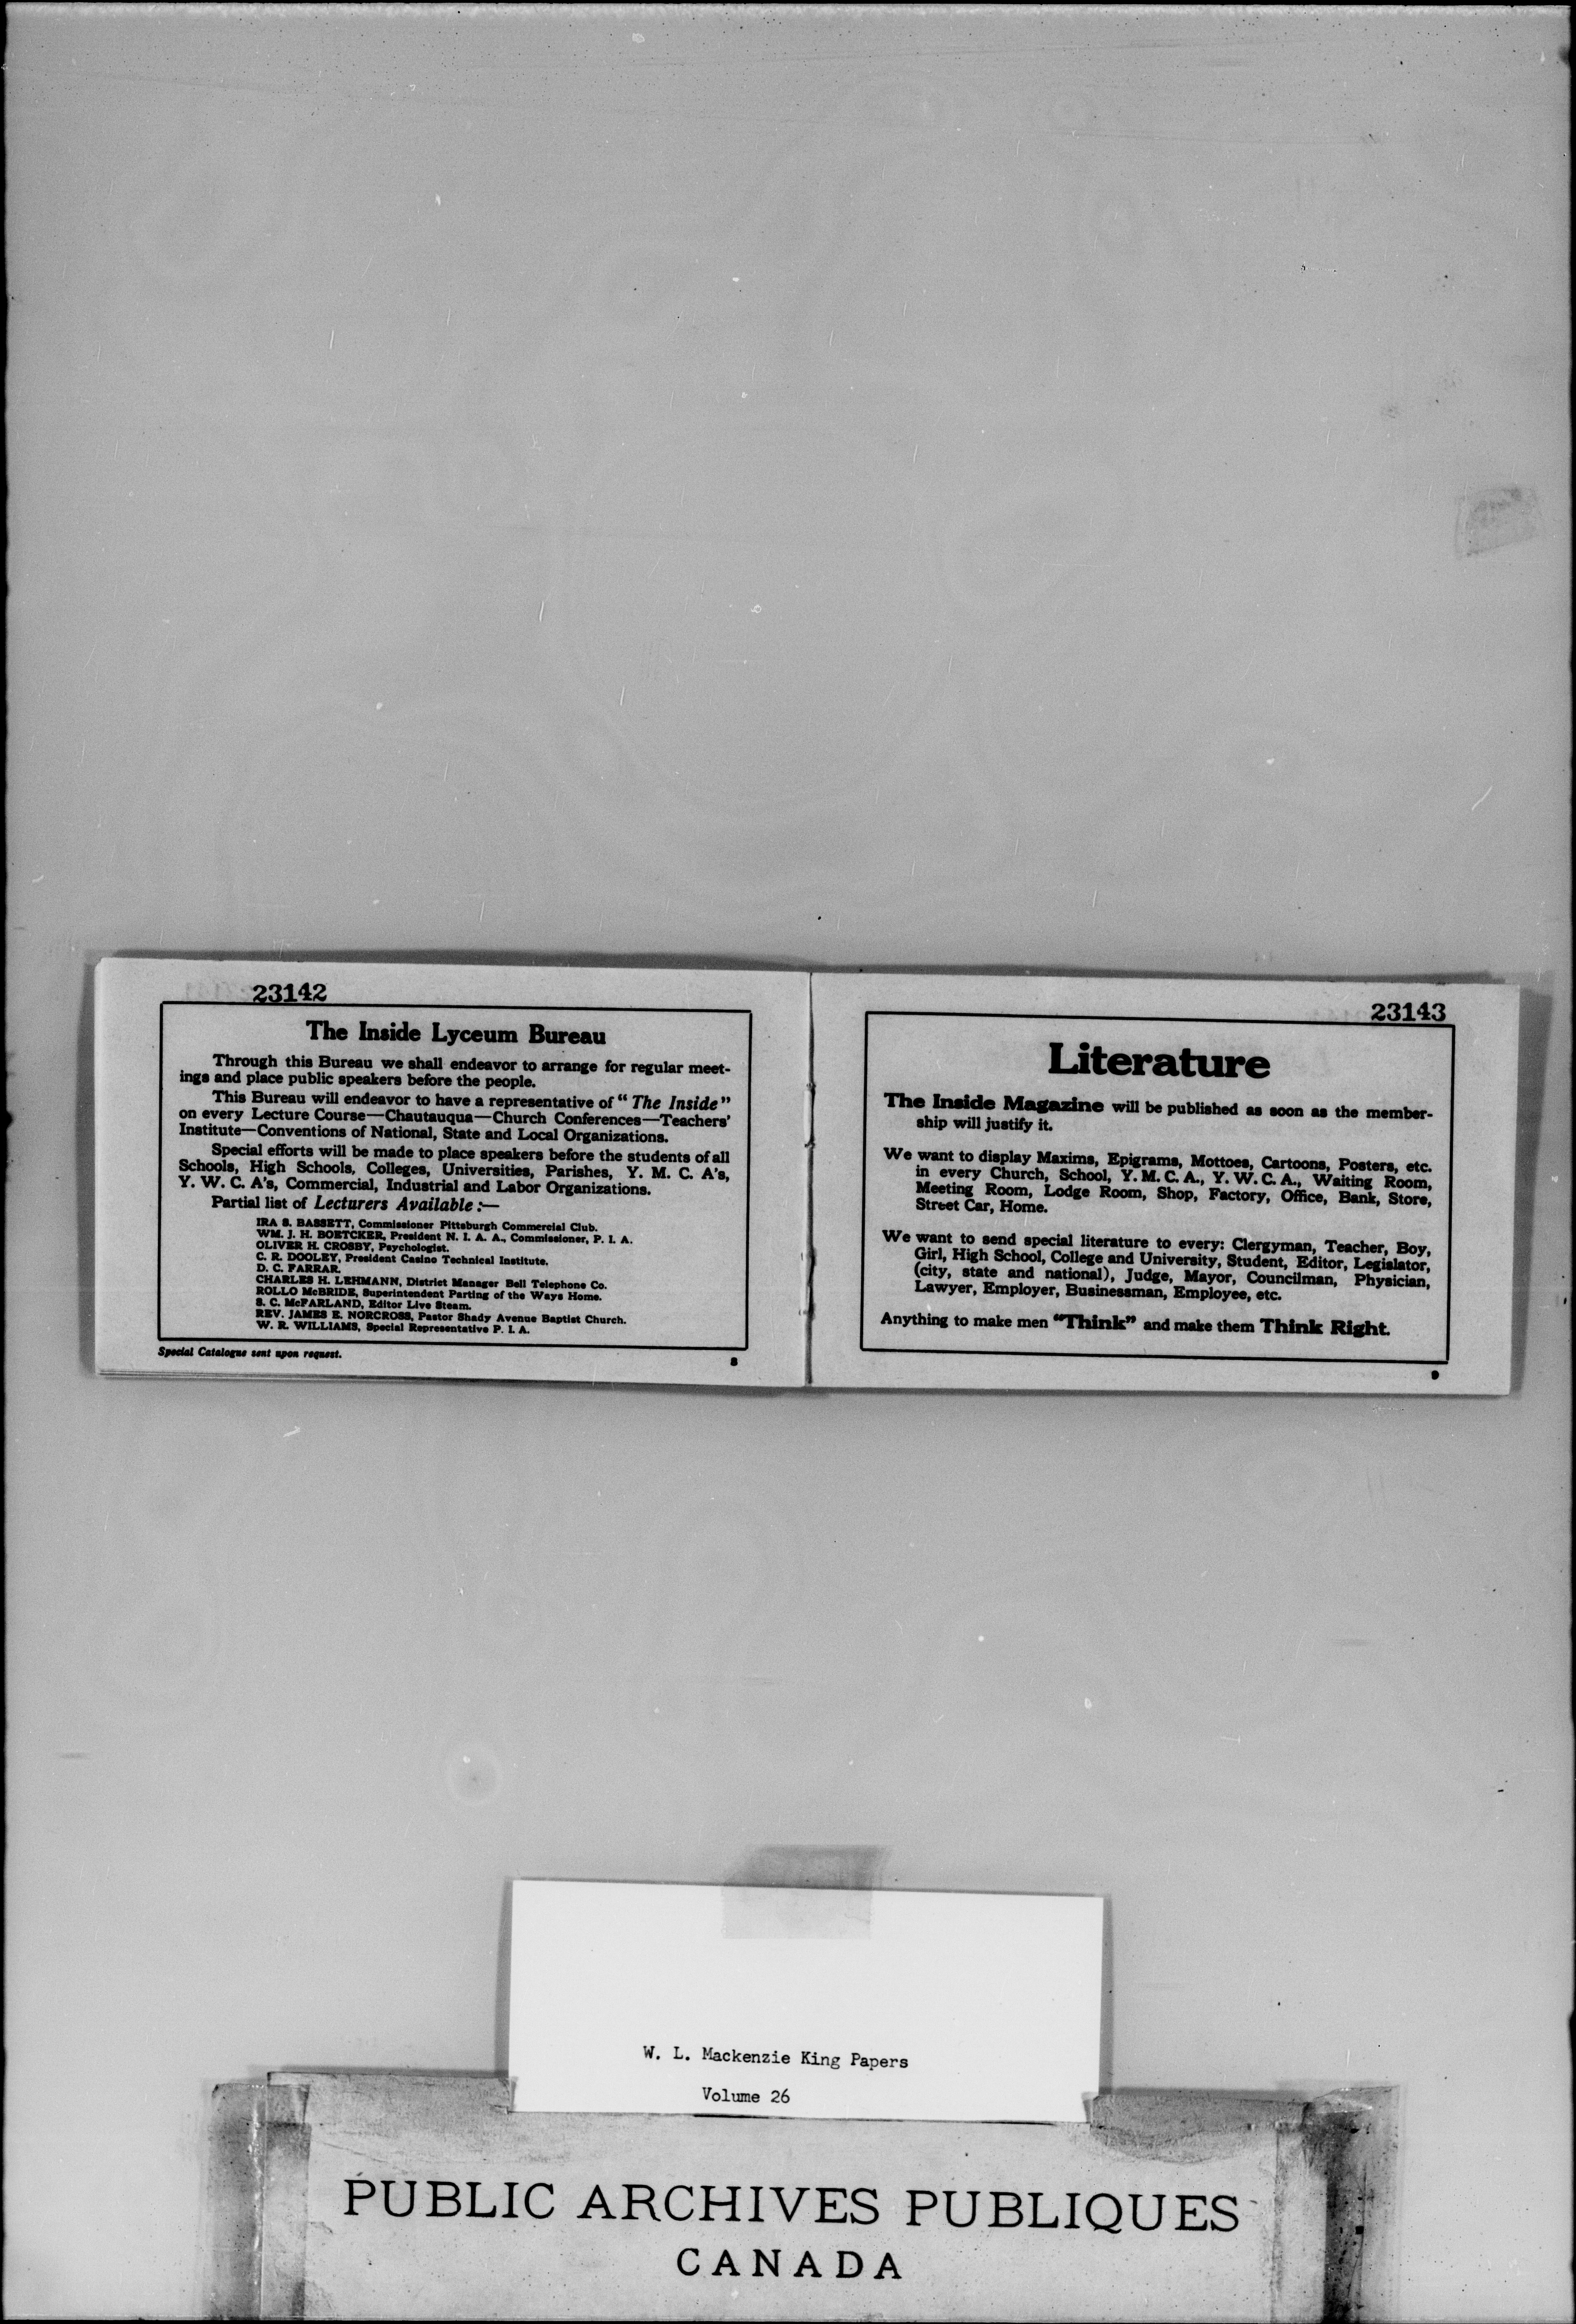 23142
The Inside Lyceum Bureau
Through this Bureau we shall endeavor to arrange for regular meet-
ings and place public speakers before the people.
This Bureau will endeavor to have a representative of "The Inside"
on every Lecture Course—Chautauqua—Church Conferences—Teachers'
Institute—Conventions of National, State and Local Organizations.
Special efforts will be made to place speakers before the students of all
Schools, High Schools, Colleges, Universities, Parishes, Y. M. C. A's,
Y. W. C. A's, Commercial, Industrial and Labor Organizations.
Partial list of Lecturers Available:—
IRA S. BASSETT, Commissioner Pittsburgh Commercial Club.
WM. J. H. BOETCKER, President N. I. A. A., Commissioner, P. I. A.
OLIVER H. CROSBY, Psychologist.
C. R. DOOLEY, President Casino Technical Institute.
D. C. FARRAR.
CHARLES H. LEHMANN, District Manager Bell Telephone Co.
ROLLO McBRIDE, Superintendent Parting of the Ways Home.
S. C. McFARLAND, Editor Live Steam.
REV. JAMES E. NORCROSS, Pastor Shady Avenue Baptist Church.
W. R. WILLIAMS, Special Representative P. I. A.
Special Catalogue sent upon request.
8
23143
Literature
The Inside Magazine will be published as soon as the member-
ship will justify it.
We want to display Maxims, Epigrams, Mottoes, Cartoons, Posters, etc.
in every Church, School, Y. M. C. A., Y. W. C. A., Waiting Room,
Meeting Room, Lodge Room, Shop, Factory, Office, Bank, Store,
Street Car, Home.
We want to send special literature to every: Clergyman, Teacher, Boy,
Girl, High School, College and University, Student, Editor, Legislator,
(city, state and national), Judge, Mayor, Councilman, Physician,
Lawyer, Employer, Businessman, Employee, etc.
Anything to make men "Think" and make them Think Right.
9
W. L. Mackenzie King Papers
Volume 26
PUBLIC ARCHIVES PUBLIQUES
CANADA